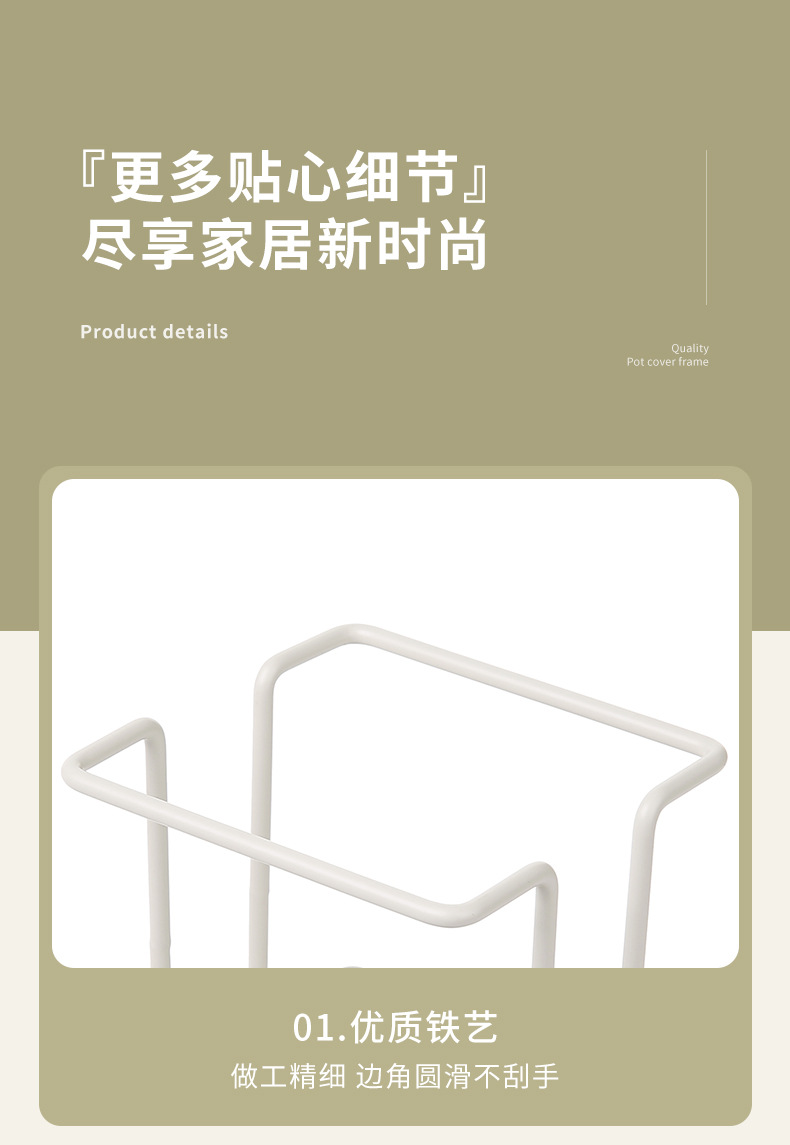 『更多贴心细节』
尽享家居新时尚
Product details
Quality
Pot cover frame
01.优质铁艺
做工精细 边角圆滑不刮手